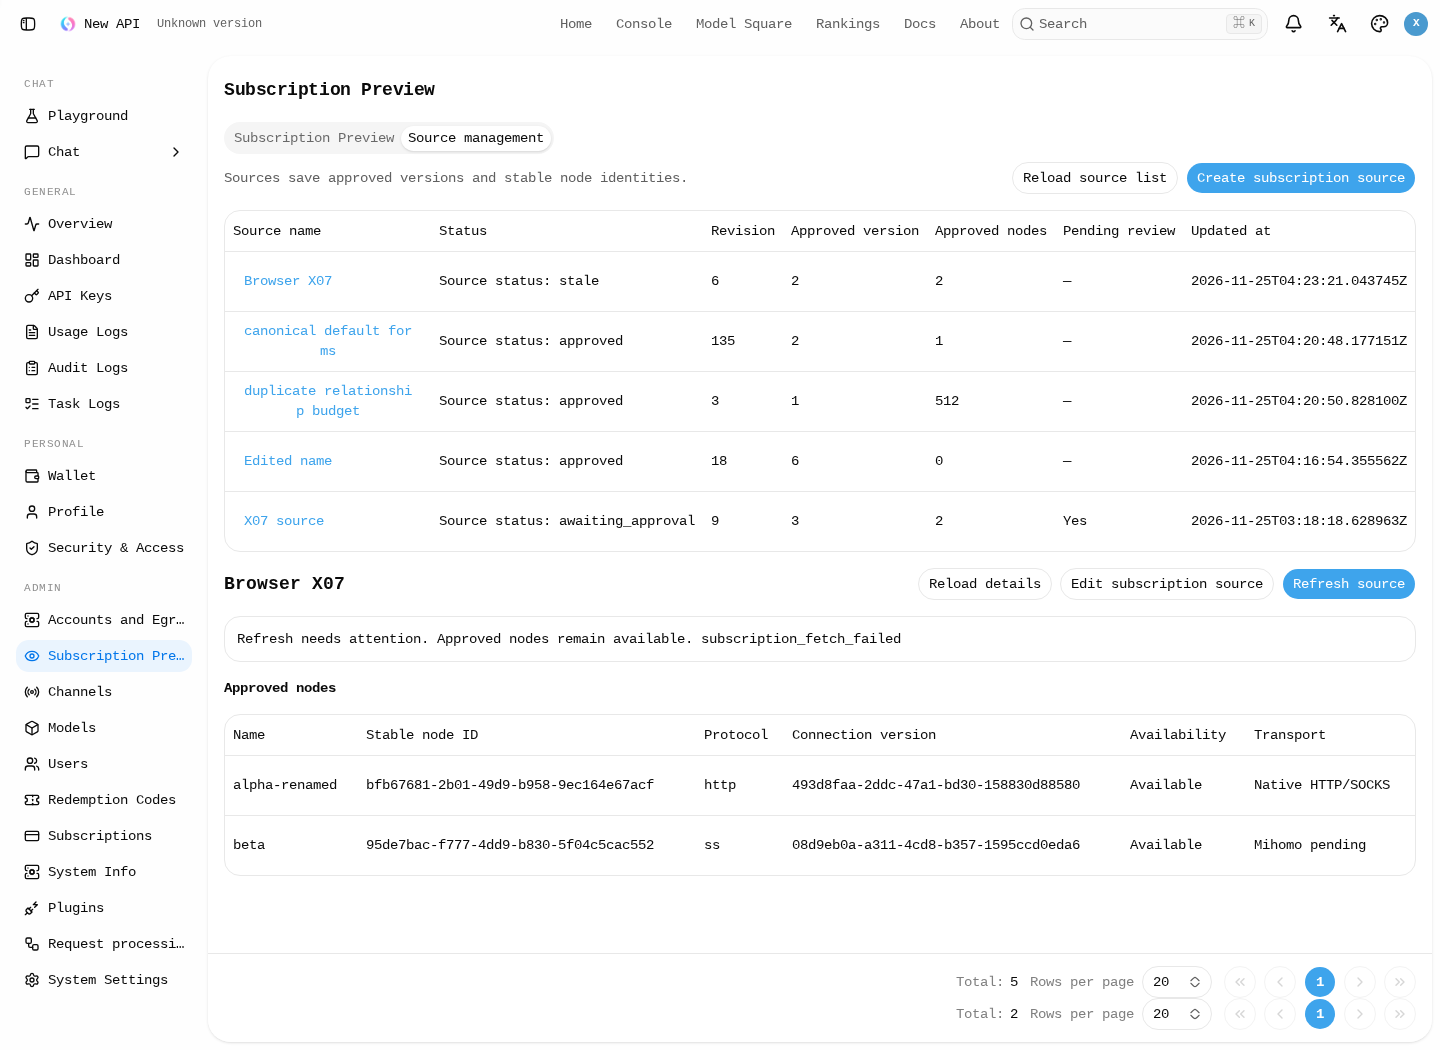 New API
Unknown version
Home
Console
Model Square
Rankings
Docs
About
Search
⌘ K
X
CHAT
Playground
Chat
GENERAL
Overview
Dashboard
API Keys
Usage Logs
Audit Logs
Task Logs
PERSONAL
Wallet
Profile
Security & Access
ADMIN
Accounts and Egr…
Subscription Pre…
Channels
Models
Users
Redemption Codes
Subscriptions
System Info
Plugins
Request processi…
System Settings
Subscription Preview
Subscription Preview
Source management
Sources save approved versions and stable node identities.
Reload source list
Create subscription source
Source name Status Revision Approved version Approved nodes Pending review Updated at
Browser X07 Source status: stale 6 2 2 — 2026-11-25T04:23:21.043745Z
canonical default for
ms
Source status: approved 135 2 1 — 2026-11-25T04:20:48.177151Z
duplicate relationshi
p budget
Source status: approved 3 1 512 — 2026-11-25T04:20:50.828100Z
Edited name Source status: approved 18 6 0 — 2026-11-25T04:16:54.355562Z
X07 source Source status: awaiting_approval 9 3 2 Yes 2026-11-25T03:18:18.628963Z
Browser X07
Reload details
Edit subscription source
Refresh source
Refresh needs attention. Approved nodes remain available. subscription_fetch_failed
Approved nodes
Name Stable node ID Protocol Connection version Availability Transport
alpha-renamed bfb67681-2b01-49d9-b958-9ec164e67acf http 493d8faa-2ddc-47a1-bd30-158830d88580 Available Native HTTP/SOCKS
beta 95de7bac-f777-4dd9-b830-5f04c5cac552 ss 08d9eb0a-a311-4cd8-b357-1595ccd0eda6 Available Mihomo pending
Total: 5 Rows per page 20 « ‹ 1 › »
Total: 2 Rows per page 20 « ‹ 1 › »